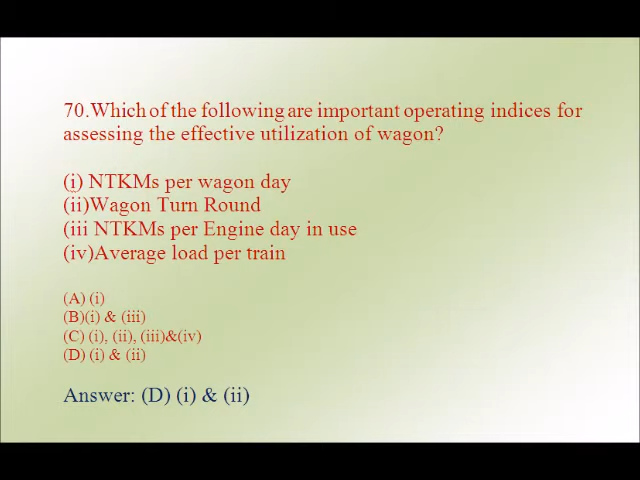 70.Which of the following are important operating indices for
assessing the effective utilization of wagon?
(i) NTKMs per wagon day
(ii)Wagon Turn Round
(iii NTKMs per Engine day in use
(iv)Average load per train
(A) (i)
(B)(i) & (iii)
(C) (i), (ii), (iii)&(iv)
(D) (i) & (ii)
Answer: (D) (i) & (ii)